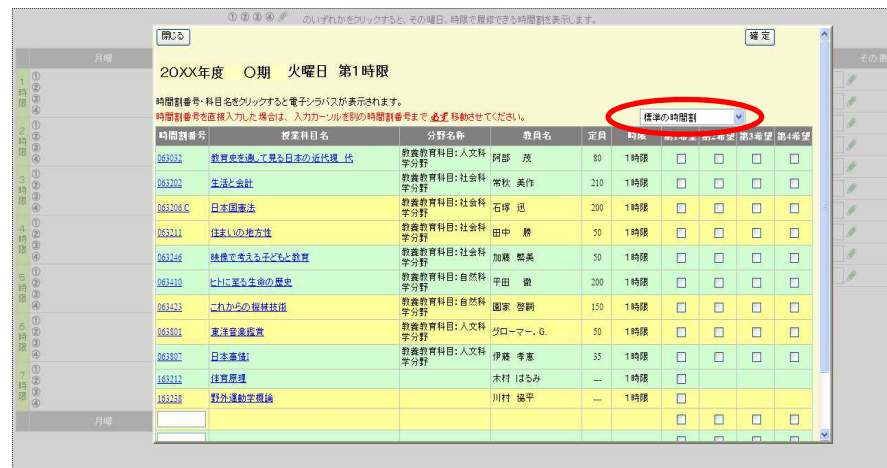 ①②③④ のいずれかをクリックすると、その曜日、時限で履修できる時間割を表示します。
閉じる
確定
月曜
その他
20XX年度 〇期 火曜日 第1時限
時間割番号・科目名をクリックすると電子シラバスが表示されます。
時間割番号を直接入力した場合は、入力カーソルを別の時間割番号まで 必ず 移動させてください。
標準の時間割
時間割番号 授業科目名 分野名称 教員名 定員 時限 第1希望 第2希望 第3希望 第4希望
063032 教育史を通して見る日本の近代現 代 教養教育科目:人文科学分野 阿部 茂 80 1時限
063202 生活と会計 教養教育科目:社会科学分野 常秋 美作 210 1時限
063206 C 日本国憲法 教養教育科目:社会科学分野 石塚 迅 200 1時限
063211 住まいの地方性 教養教育科目:社会科学分野 田中 勝 50 1時限
063246 映像で考える子どもと教育 教養教育科目:社会科学分野 加藤 繁美 50 1時限
063410 ヒトに至る生命の歴史 教養教育科目:自然科学分野 平田 徹 200 1時限
063423 これからの機械技術 教養教育科目:自然科学分野 園家 啓嗣 150 1時限
063801 東洋音楽鑑賞 教養教育科目:人文科学分野 グローマー,G. 50 1時限
063807 日本事情I 教養教育科目:人文科学分野 伊藤 孝恵 35 1時限
163212 体育原理 木村 はるみ --- 1時限
163238 野外運動学概論 川村 協平 --- 1時限
1時限 ①②③④
2時限 ①②③④
3時限 ①②③④
4時限 ①②③④
5時限 ①②③④
6時限 ①②③④
7時限 ①②③④
月曜